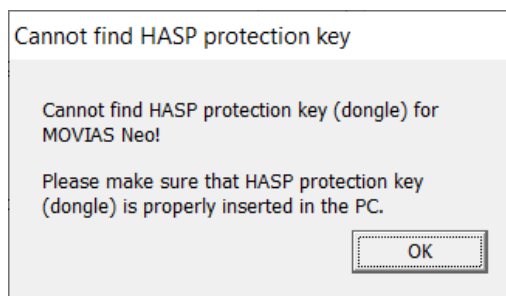 Cannot find HASP protection key
Cannot find HASP protection key (dongle) for
MOVIAS Neo!
Please make sure that HASP protection key
(dongle) is properly inserted in the PC.
OK